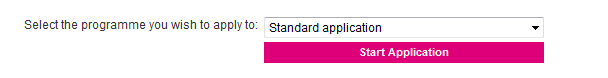 Select the programme you wish to apply to: Standard application
Start Application